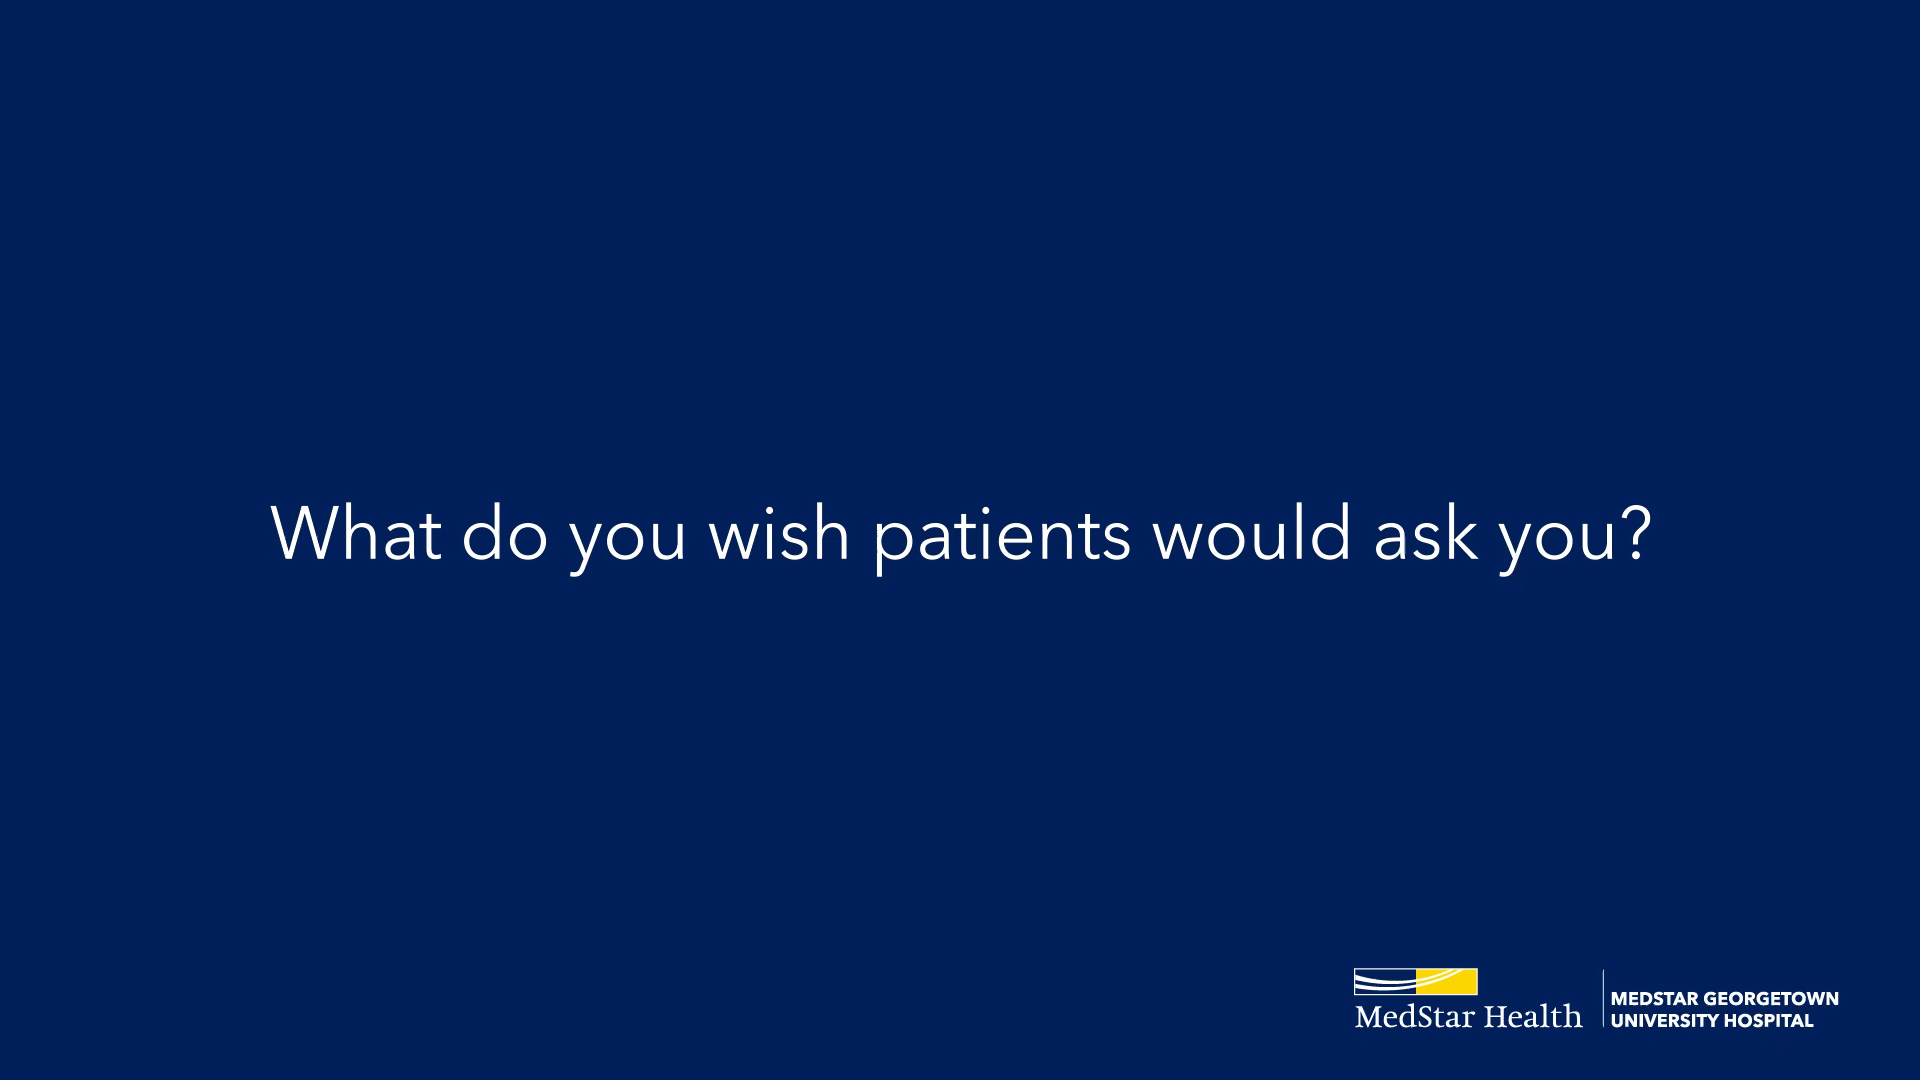 What do you wish patients would ask you?
MedStar Health
MEDSTAR GEORGETOWN
UNIVERSITY HOSPITAL